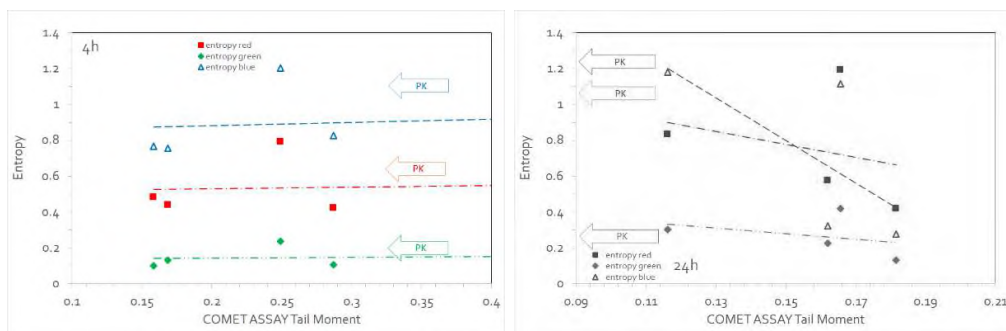 1.4
1.2
1
0.8
0.6
0.4
0.2
0
Entropy
4h
entropy red
entropy green
entropy blue
PK
PK
PK
0.1
0.15
0.2
0.25
0.3
0.35
0.4
COMET ASSAY Tail Moment
1.4
1.2
1
0.8
0.6
0.4
0.2
0
Entropy
PK
PK
PK
entropy red
entropy green
entropy blue
24h
0.09
0.11
0.13
0.15
0.17
0.19
0.21
COMET ASSAY Tail Moment